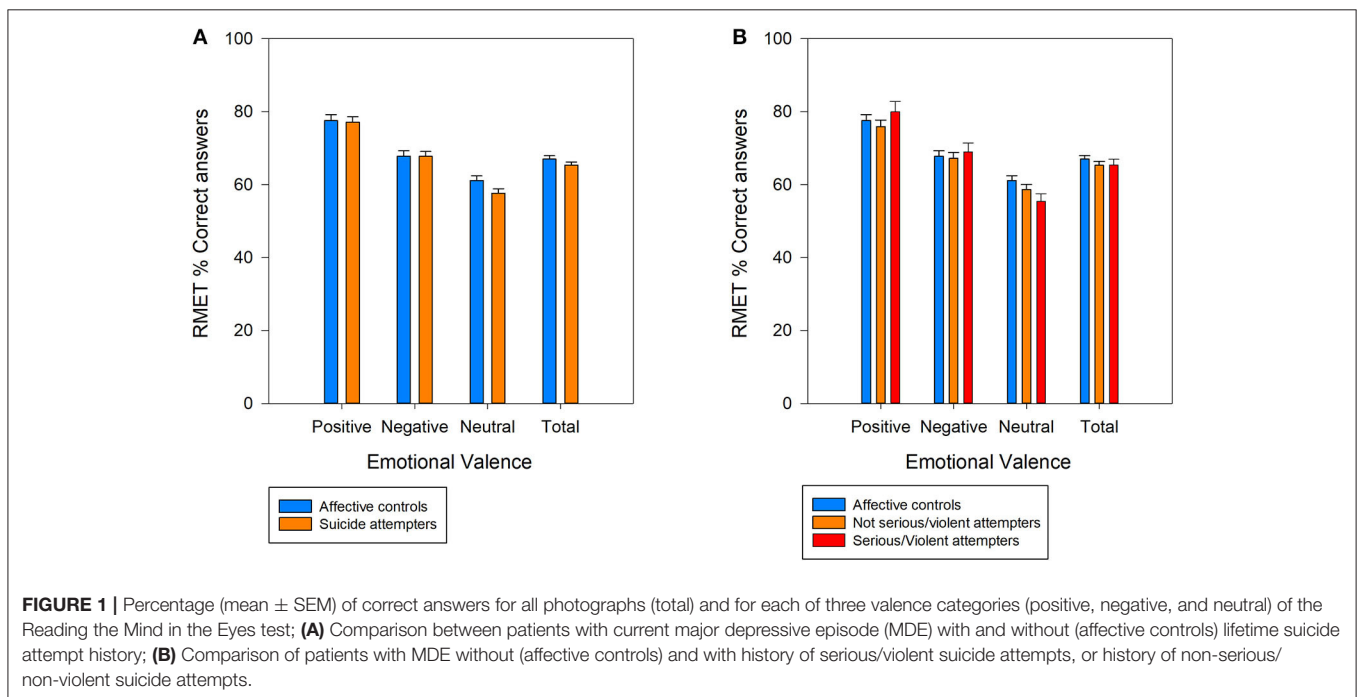 A
100
80
60
40
20
0
RMET % Correct answers
Positive Negative Neutral Total
Emotional Valence
Affective controls
Suicide attempters
B
100
80
60
40
20
0
RMET % Correct answers
Positive Negative Neutral Total
Emotional Valence
Affective controls
Not serious/violent attempters
Serious/Violent attempters
FIGURE 1 | Percentage (mean ± SEM) of correct answers for all photographs (total) and for each of three valence categories (positive, negative, and neutral) of the
Reading the Mind in the Eyes test; (A) Comparison between patients with current major depressive episode (MDE) with and without (affective controls) lifetime suicide
attempt history; (B) Comparison of patients with MDE without (affective controls) and with history of serious/violent suicide attempts, or history of non-serious/
non-violent suicide attempts.